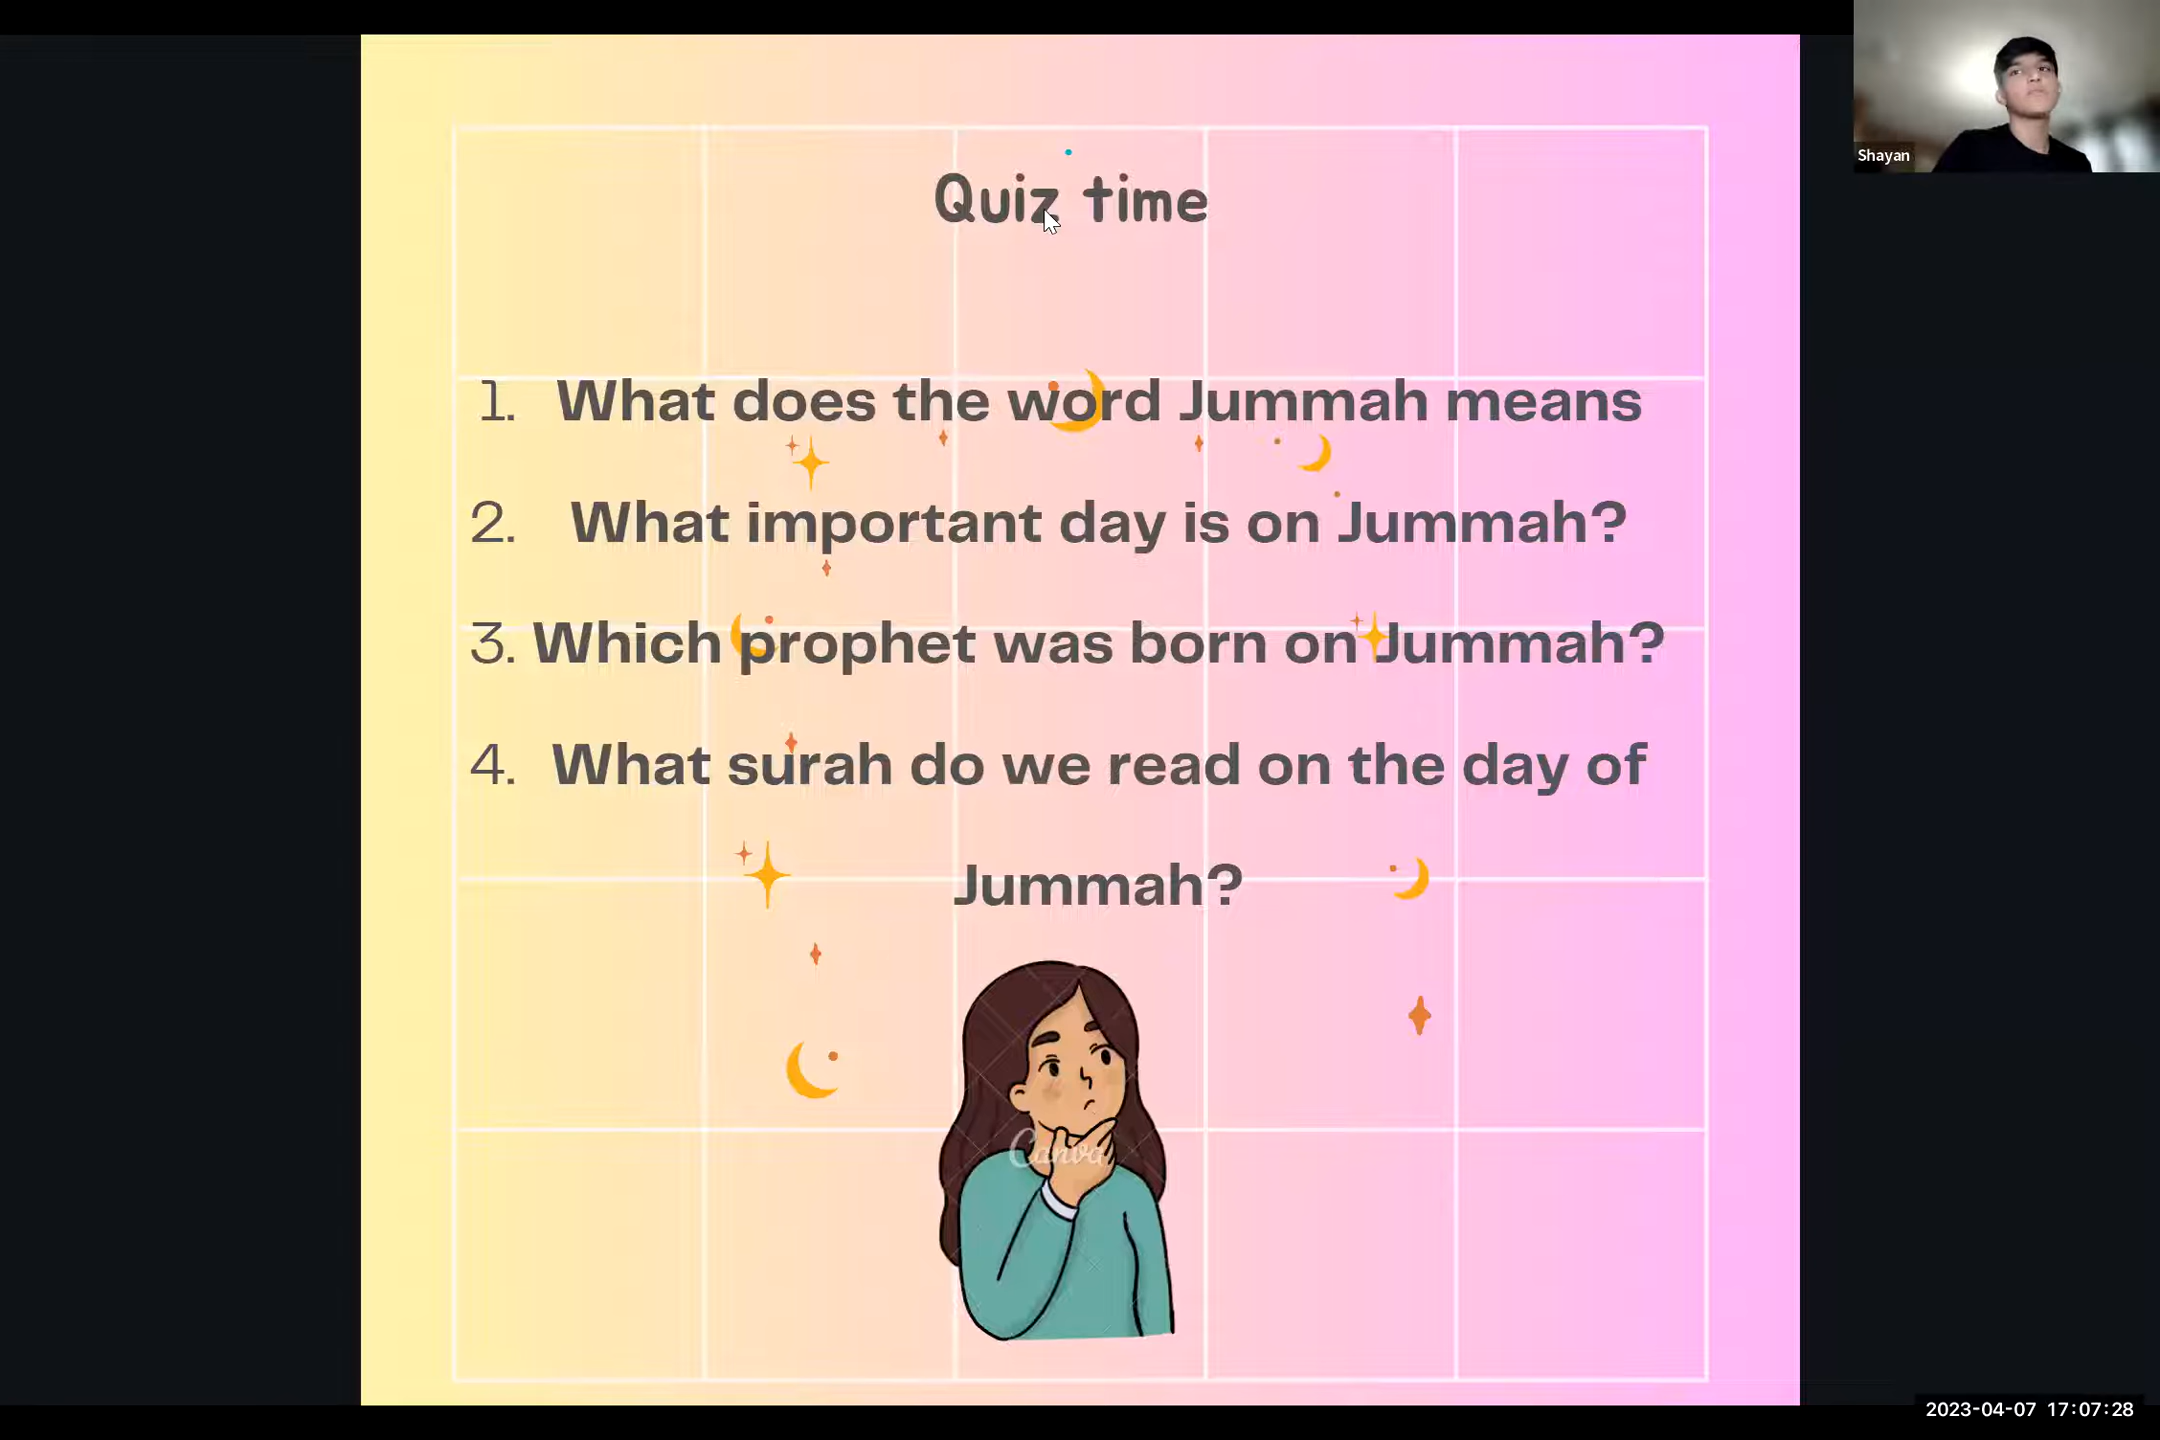 Quiz time
Shayan
1. What does the word Jummah means
2. What important day is on Jummah?
3. Which prophet was born on Jummah?
4. What surah do we read on the day of
Jummah?
Canva
2023-04-07 17:07:28